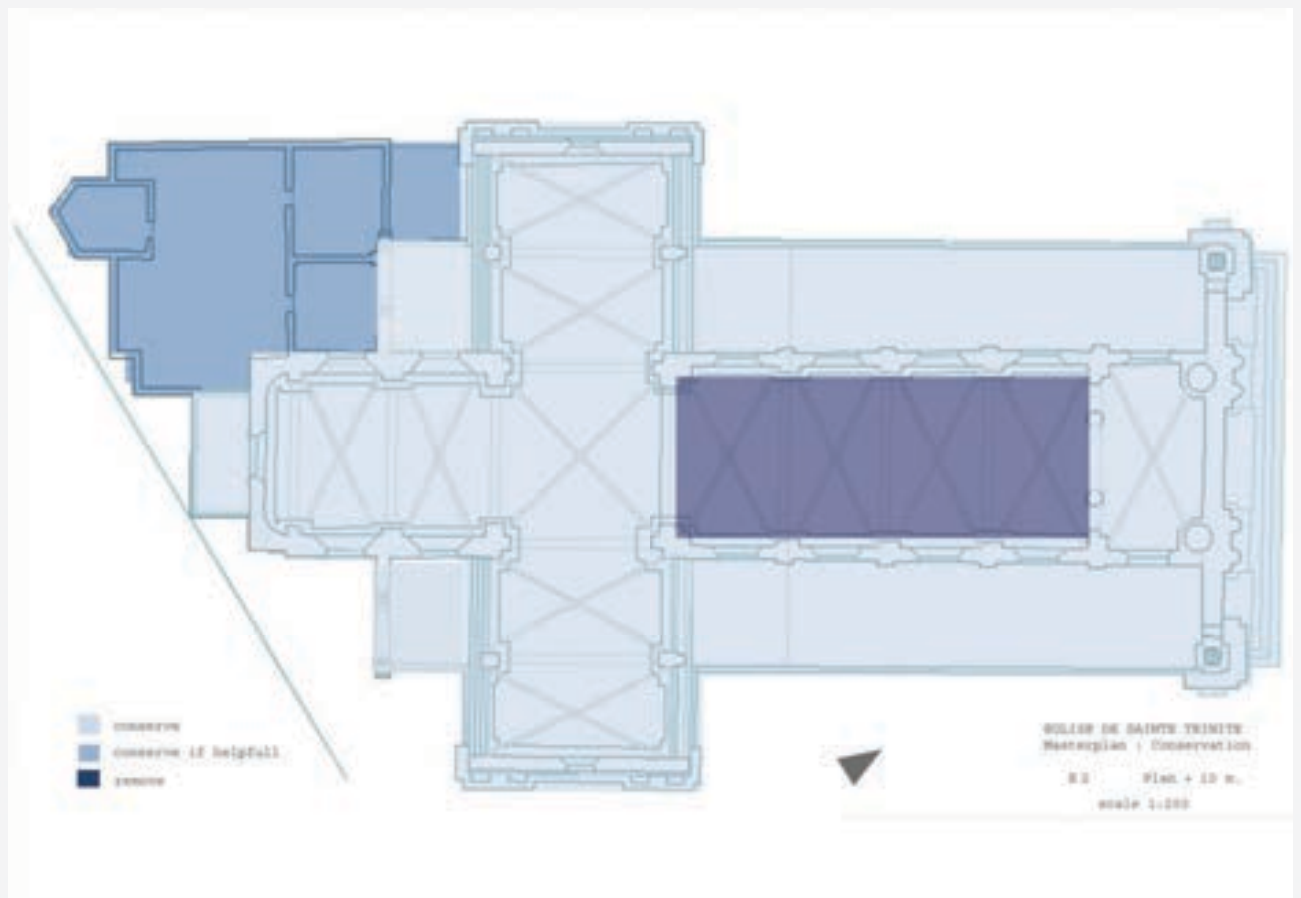 conserve
conserve if helpfull
remove
EGLISE DE SAINTE TRINITE
Masterplan : Conservation
Plan + 10 m.
scale 1:200